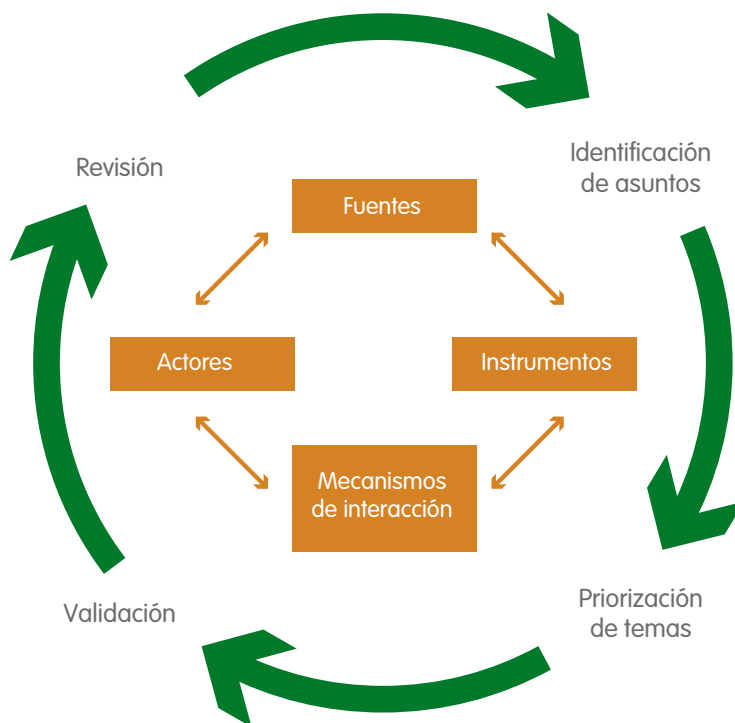 Identificación
de asuntos
Revisión
Fuentes
Actores
Instrumentos
Mecanismos
de interacción
Validación
Priorización
de temas